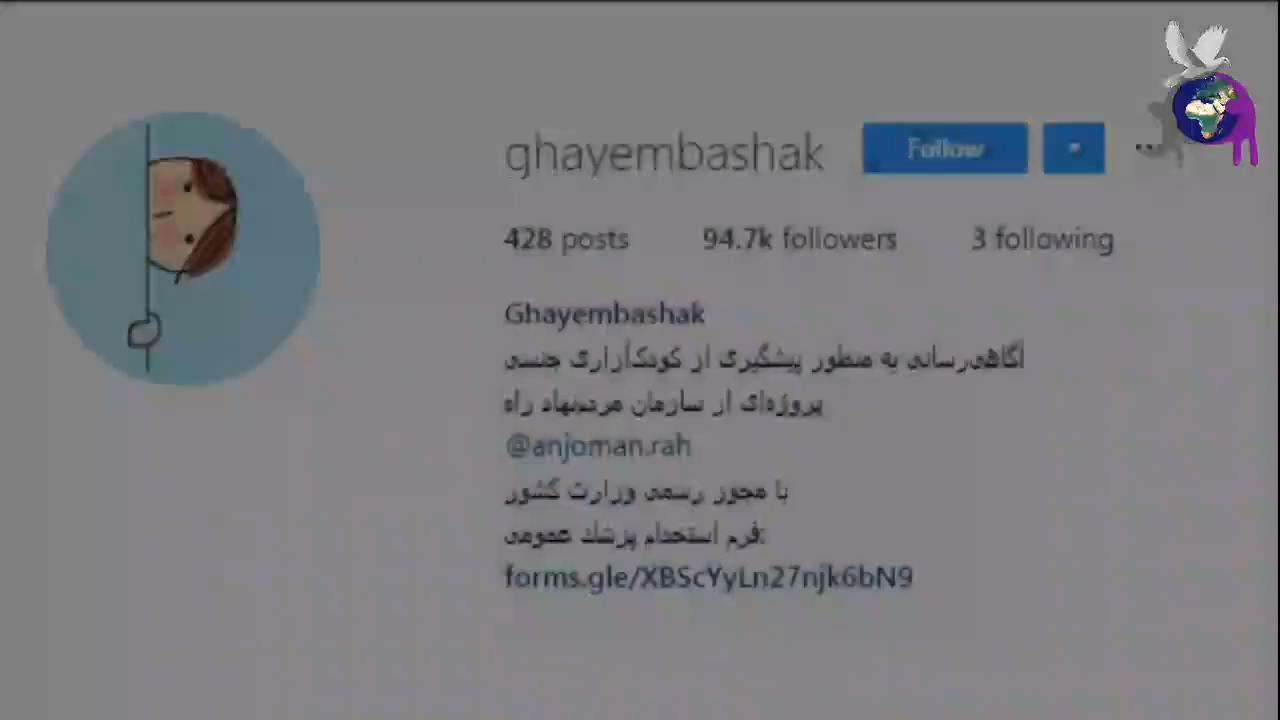 ghayembashak Follow
428 posts 94.7k followers 3 following
Ghayembashak
آگاهی‌رسانی به منظور پیشگیری از کودک‌آزاری جنسی
پروژه‌ای از سازمان مردم‌نهاد راه
@anjoman.rah
با مجوز رسمی وزارت کشور
فرم استخدام پزشک عمومی:
forms.gle/XBScYyLn27njk6bN9